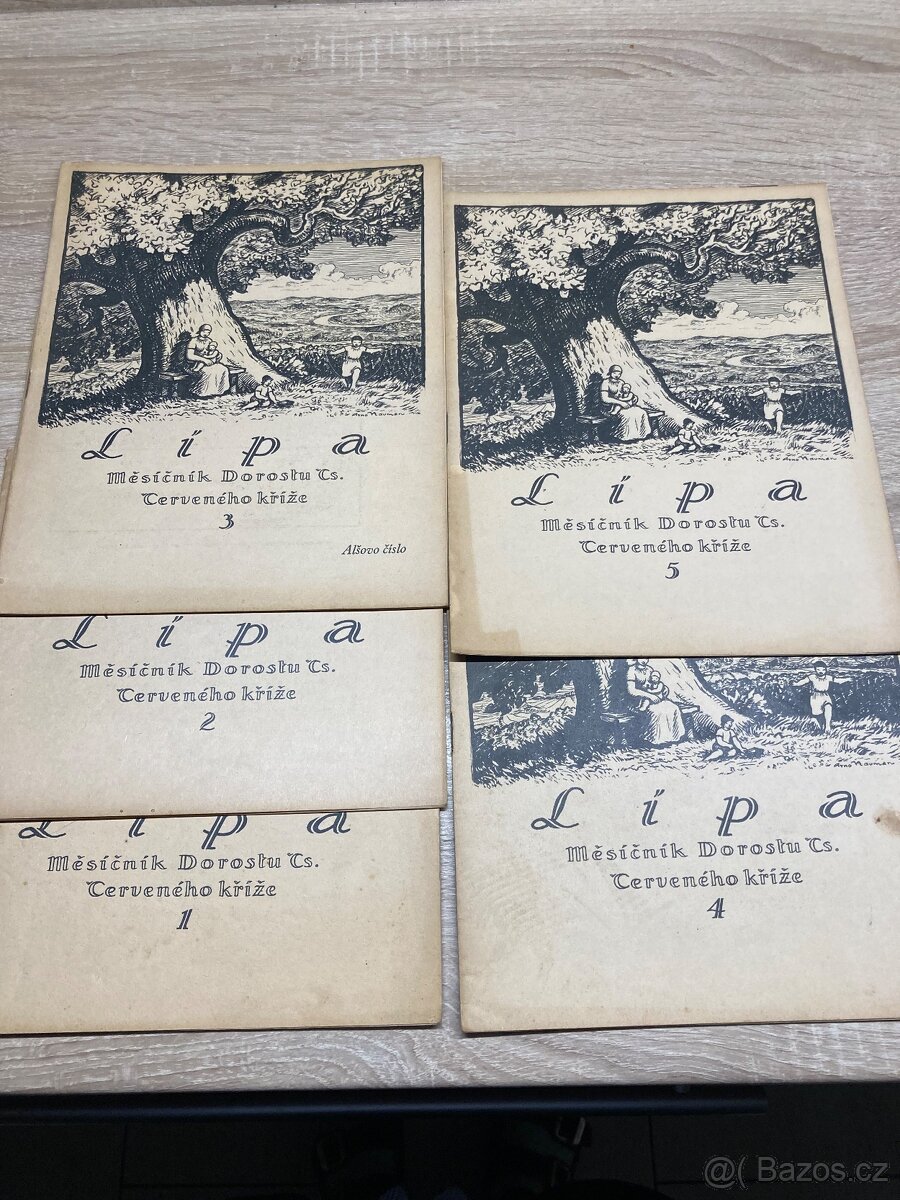 Lípa
Měsíčník Dorostu Čs.
Červeného kříže
3
Alšovo číslo
Lípa
Měsíčník Dorostu Čs.
Červeného kříže
5
Lípa
Měsíčník Dorostu Čs.
Červeného kříže
2
Lípa
Měsíčník Dorostu Čs.
Červeného kříže
4
Lípa
Měsíčník Dorostu Čs.
Červeného kříže
1
@( Bazos.cz